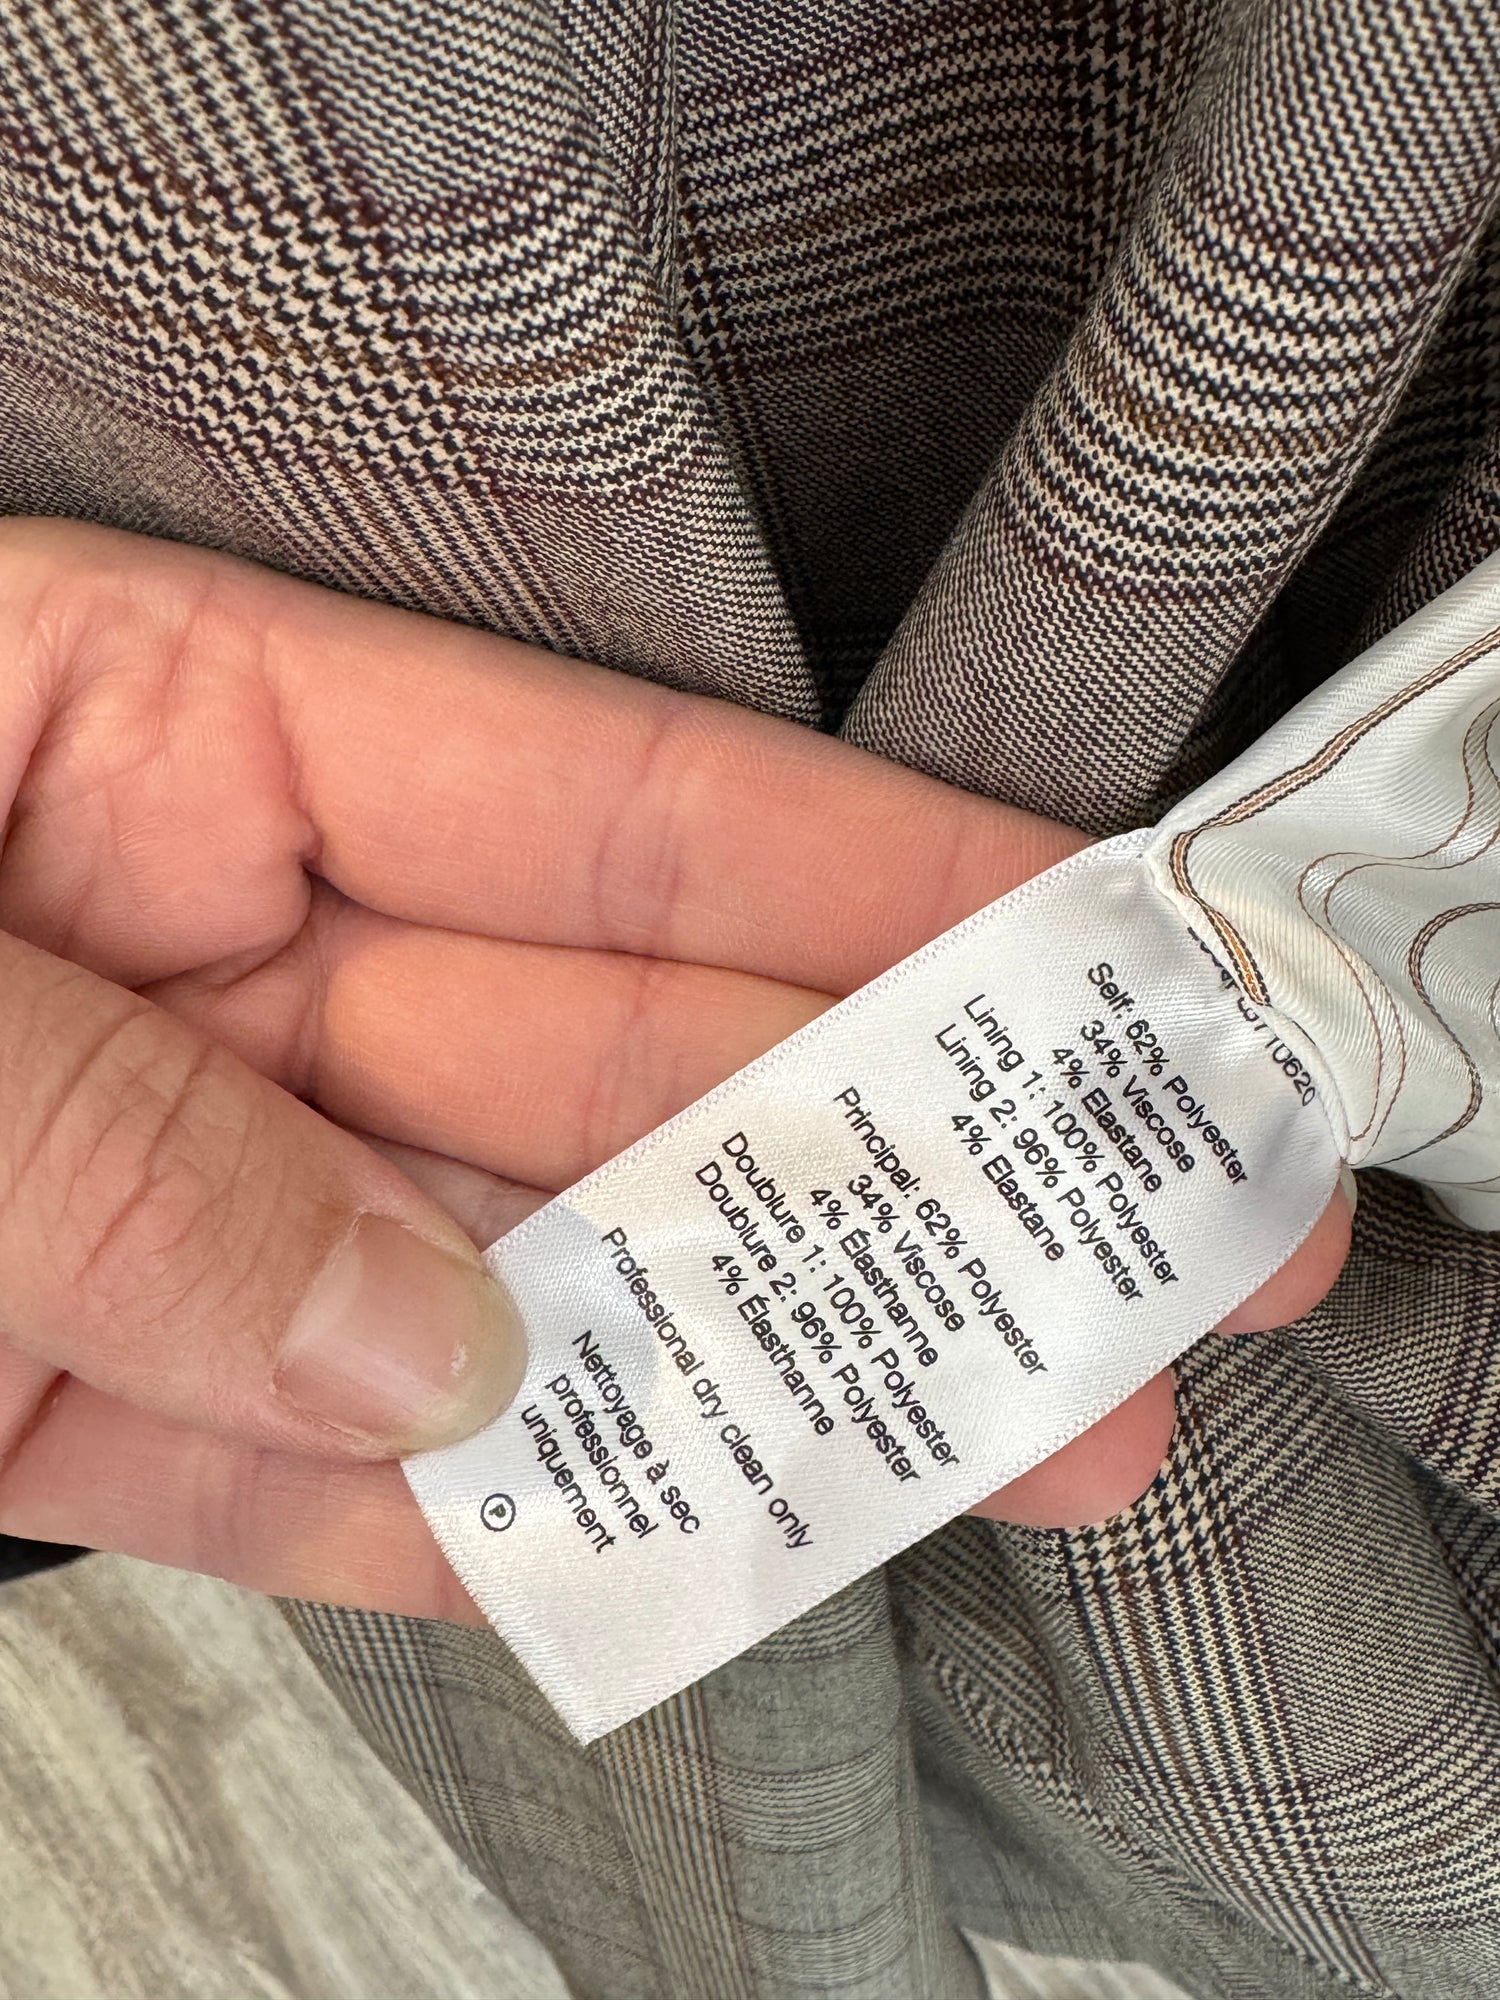 Self: 62% Polyester
34% Viscose
4% Elastane
Lining 1: 100% Polyester
Lining 2: 96% Polyester
4% Elastane
Principal: 62% Polyester
34% Viscose
4% Élasthanne
Doublure 1: 100% Polyester
Doublure 2: 96% Polyester
4% Élasthanne
Professional dry clean only
Nettoyage à sec
professionnel
uniquement
P